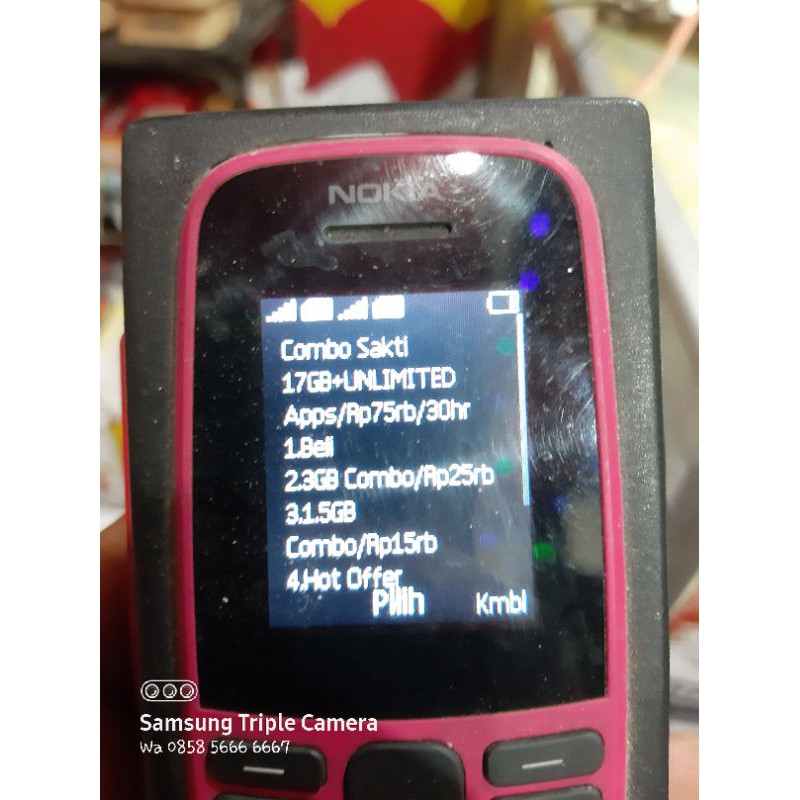 NOKIA
Combo Sakti
17GB+UNLIMITED
Apps/Rp75rb/30hr
1.Beli
2.3GB Combo/Rp25rb
3.1.5GB
Combo/Rp15rb
4.Hot Offer
Pilih
Kmbl
Samsung Triple Camera
Wa 0858 5666 6667